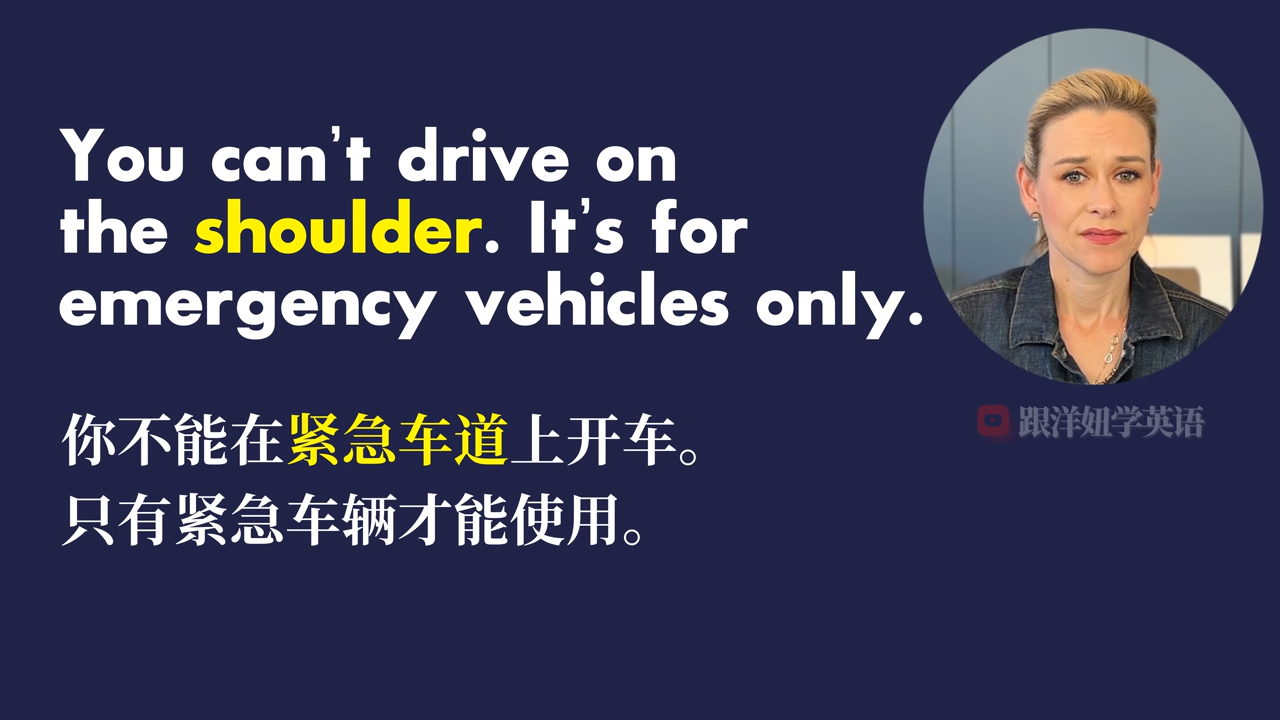 You can't drive on
the shoulder. It's for
emergency vehicles only.
你不能在紧急车道上开车。
只有紧急车辆才能使用。
跟洋妞学英语